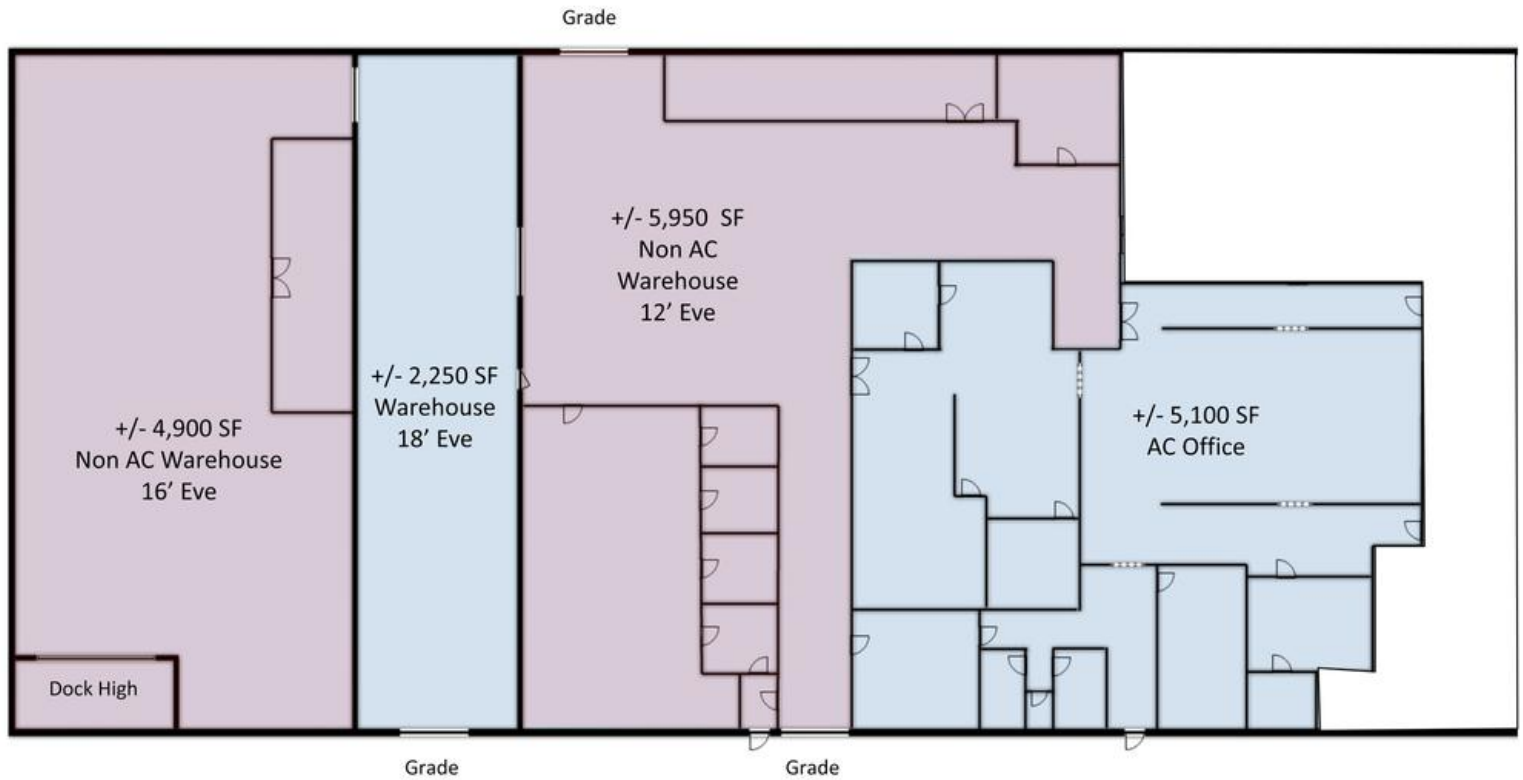 Grade
+/- 5,950  SF
Non AC
Warehouse
12’ Eve
+/- 2,250 SF
Warehouse
18’ Eve
+/- 4,900 SF
Non AC Warehouse
16’ Eve
+/- 5,100 SF
AC Office
Dock High
Grade
Grade